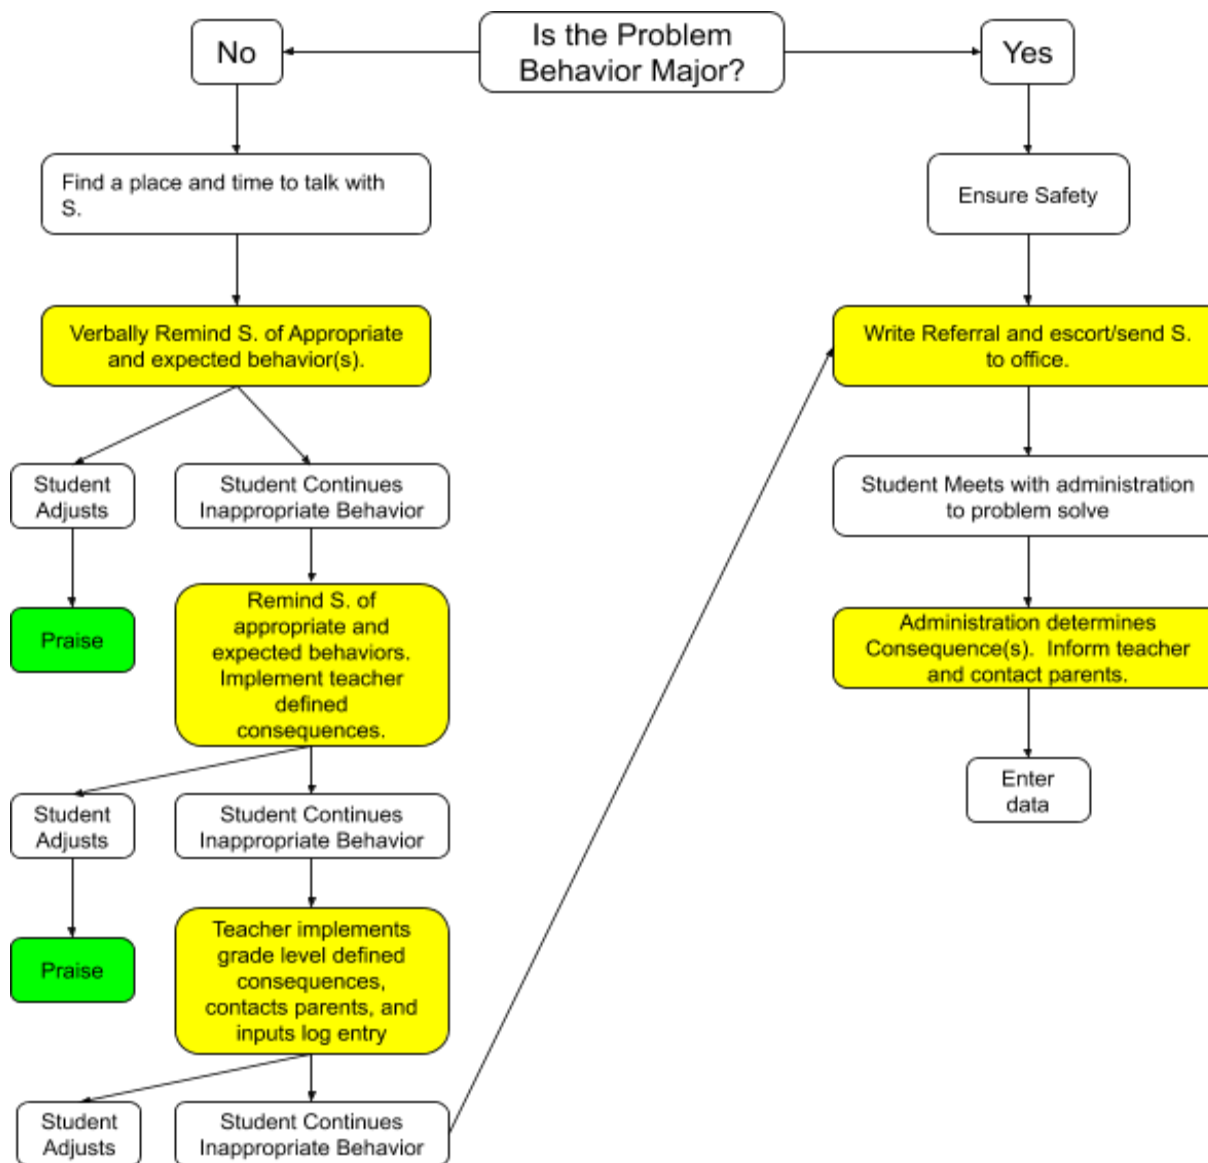 Is the Problem
Behavior Major?
No
Yes
Find a place and time to talk with
S.
Ensure Safety
Verbally Remind S. of Appropriate
and expected behavior(s).
Write Referral and escort/send S.
to office.
Student
Adjusts
Student Continues
Inappropriate Behavior
Student Meets with administration
to problem solve
Praise
Remind S. of
appropriate and
expected behaviors.
Implement teacher
defined
consequences.
Administration determines
Consequence(s).  Inform teacher
and contact parents.
Student
Adjusts
Student Continues
Inappropriate Behavior
Enter
data
Praise
Teacher implements
grade level defined
consequences,
contacts parents, and
inputs log entry
Student
Adjusts
Student Continues
Inappropriate Behavior